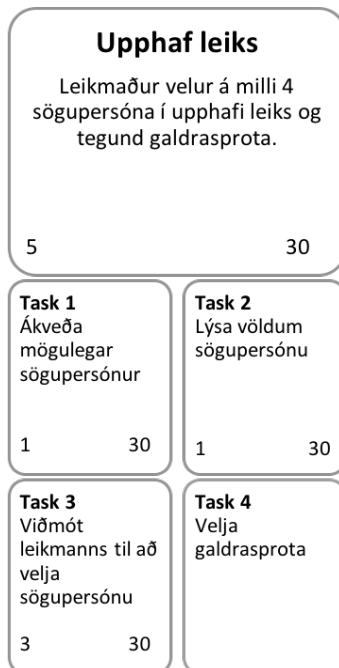 Upphaf leiks
Leikmaður velur á milli 4
sögupersóna í upphafi leiks og
tegund galdrasprota.
5 30
Task 1
Ákveða
mögulegar
sögupersónur
1 30
Task 2
Lýsa völdum
sögupersónu
1 30
Task 3
Viðmót
leikmanns til að
velja
sögupersónu
3 30
Task 4
Velja
galdrasprota